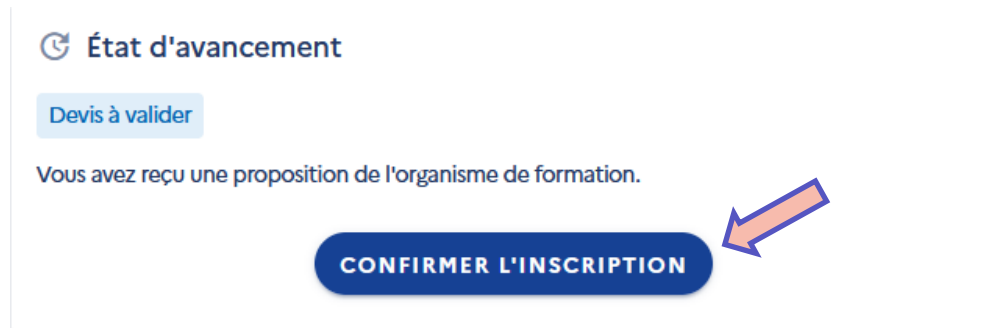 État d'avancement
Devis à valider
Vous avez reçu une proposition de l'organisme de formation.
CONFIRMER L'INSCRIPTION